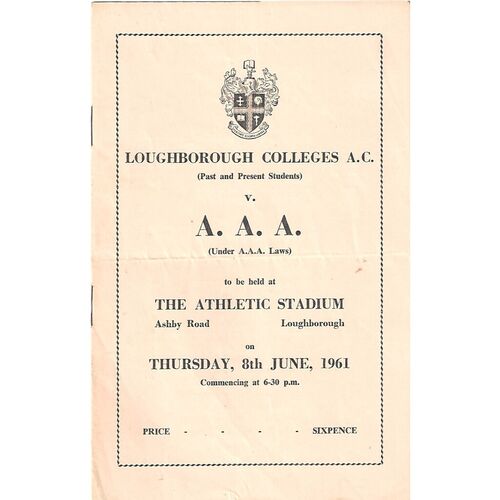 LOUGHBOROUGH COLLEGES A.C.
(Past and Present Students)
v.
A. A. A.
(Under A.A.A. Laws)
to be held at
THE ATHLETIC STADIUM
Ashby Road Loughborough
on
THURSDAY, 8th JUNE, 1961
Commencing at 6-30 p.m.
PRICE - - - - SIXPENCE